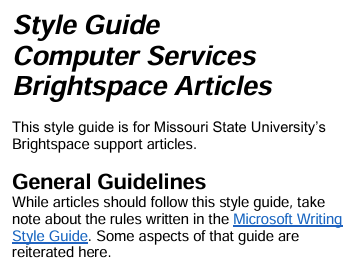 Style Guide
Computer Services
Brightspace Articles
This style guide is for Missouri State University's
Brightspace support articles.
General Guidelines
While articles should follow this style guide, take
note about the rules written in the Microsoft Writing
Style Guide. Some aspects of that guide are
reiterated here.